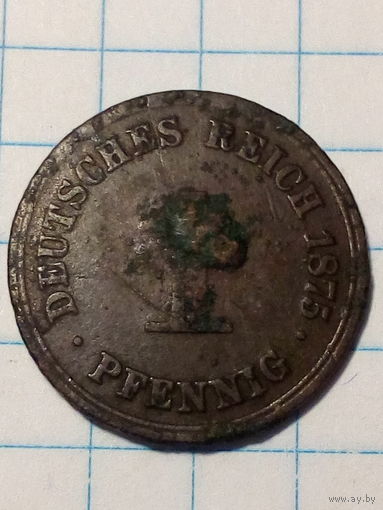 DEUTSCHES REICH 1875
1
· PFENNIG ·
www.ay.by